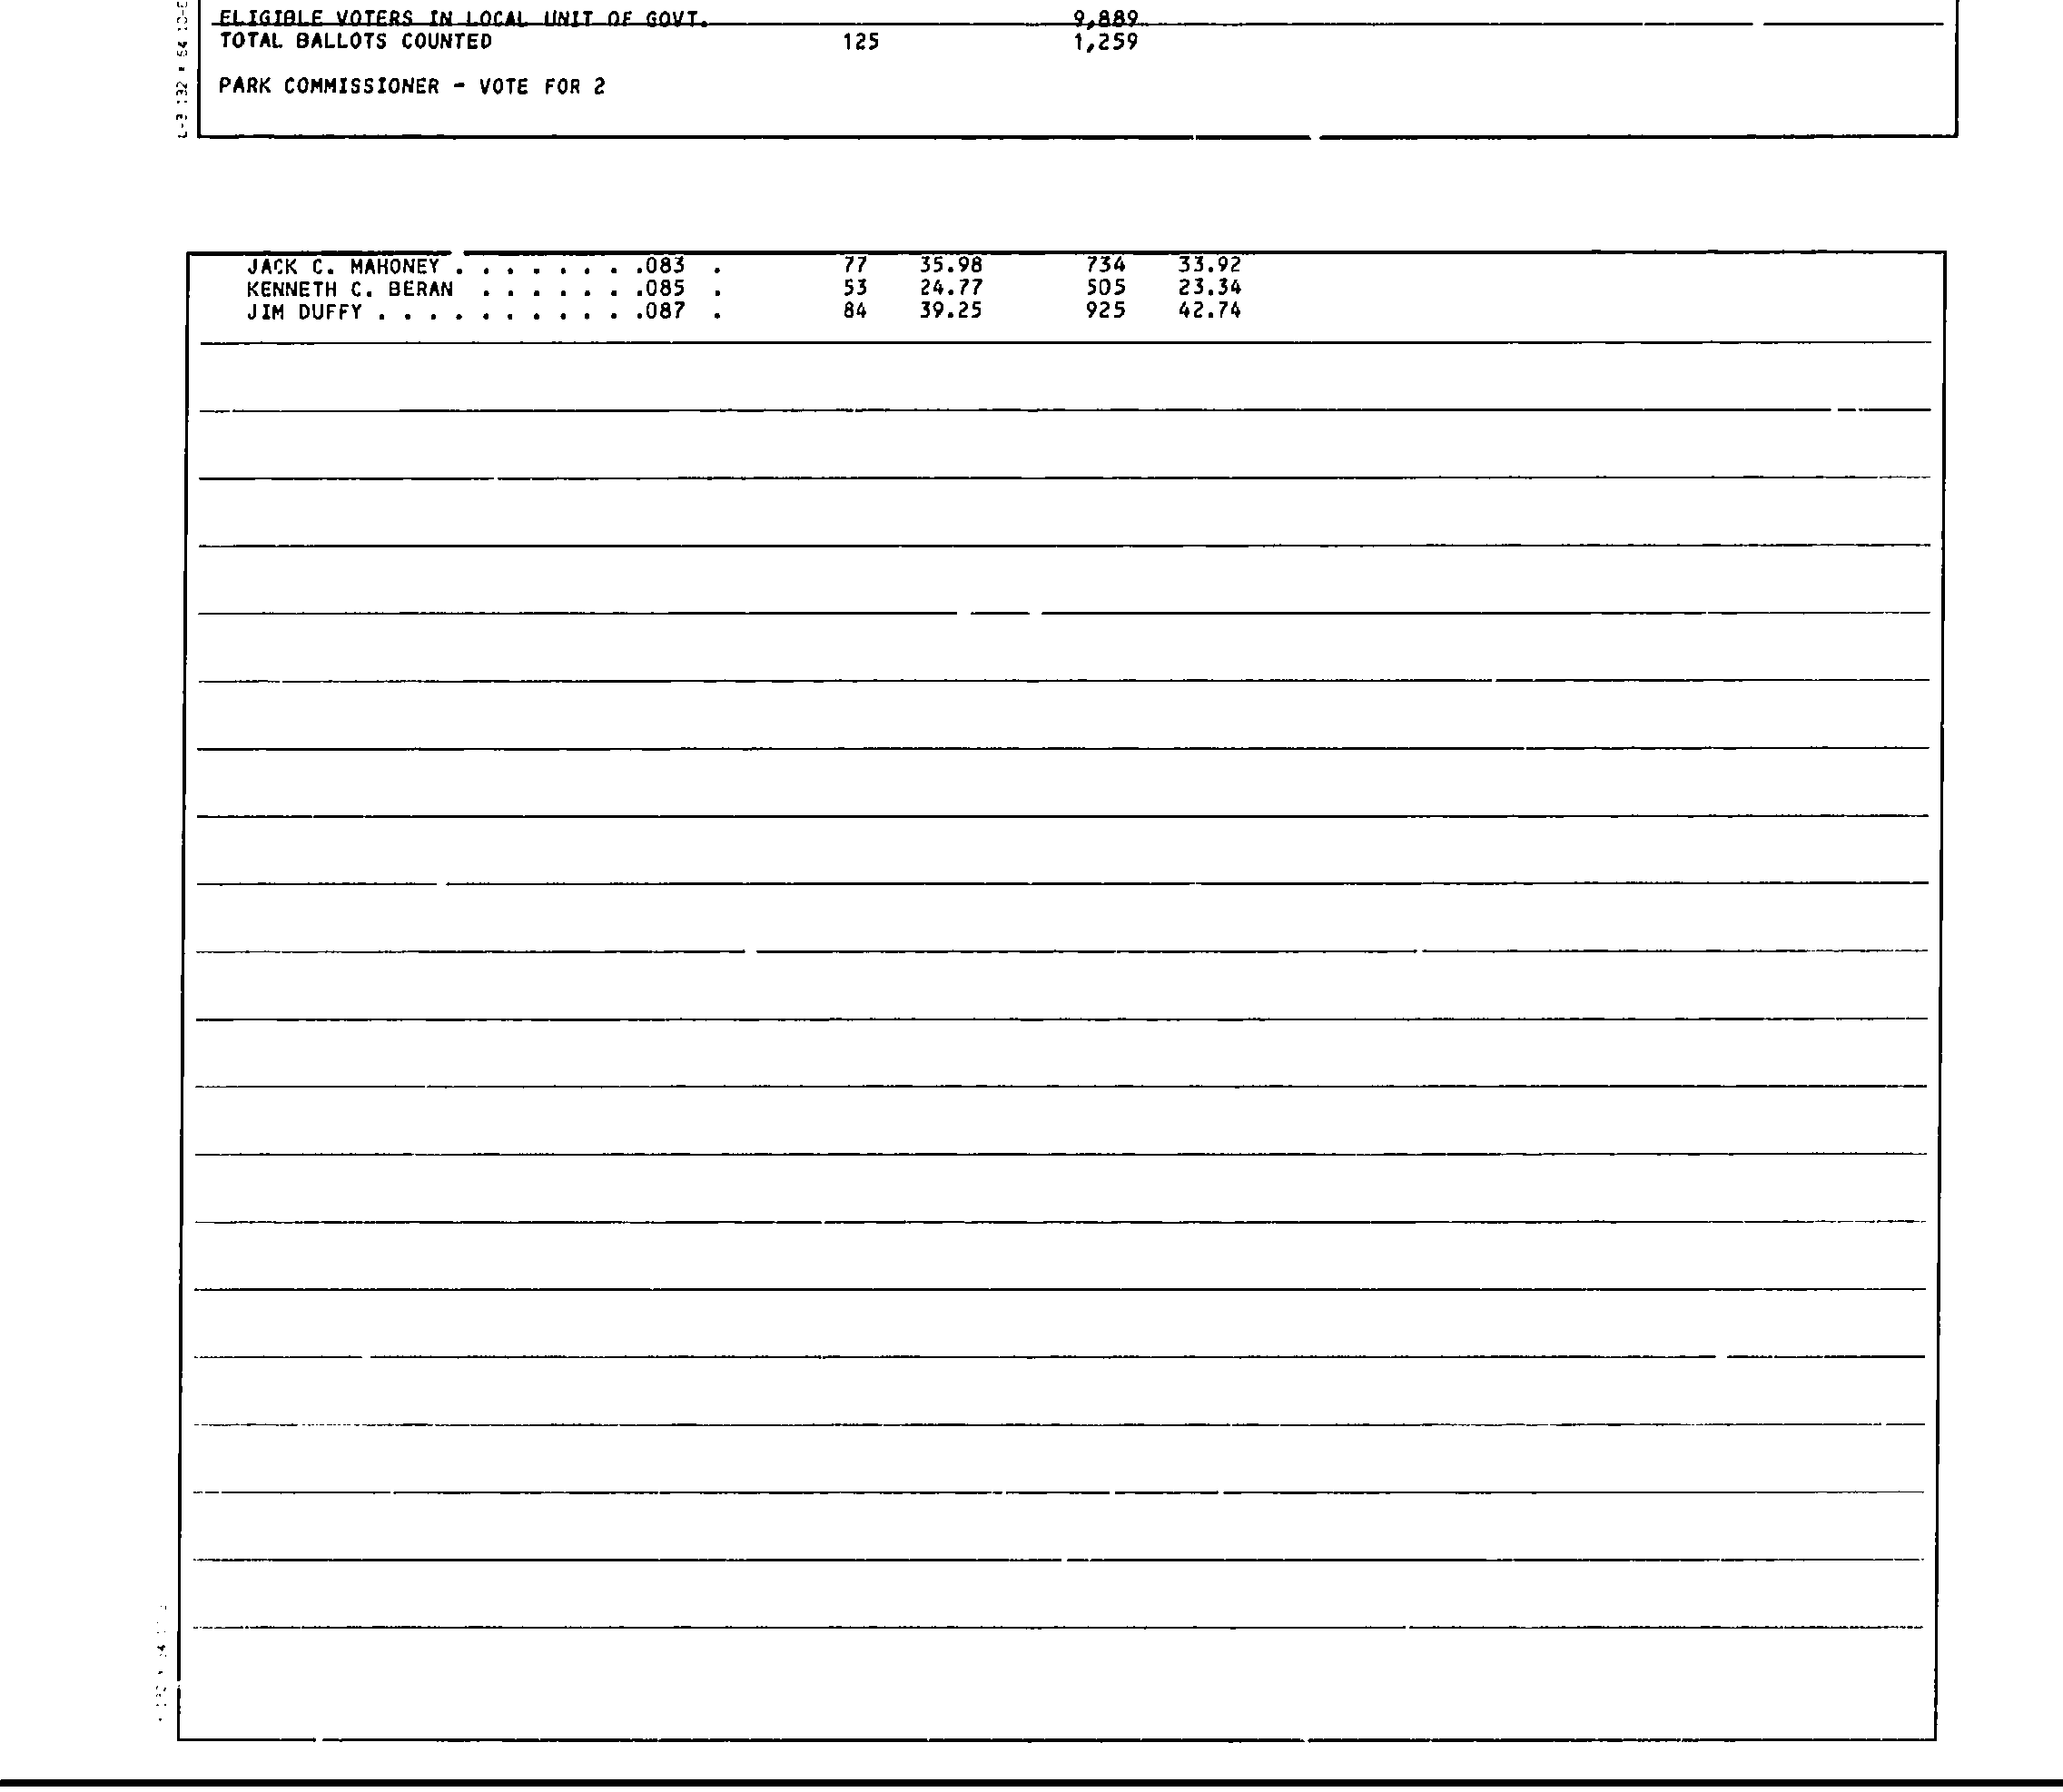 ELIGIBLE VOTERS IN LOCAL UNIT OF GOVT. 9,889
TOTAL BALLOTS COUNTED 125 1,259
PARK COMMISSIONER - VOTE FOR 2
JACK C. MAHONEY . . . . . . . .083 . 77 35.98 734 33.92
KENNETH C. BERAN . . . . . . .085 . 53 24.77 505 23.34
JIM DUFFY . . . . . . . . . . .087 . 84 39.25 925 42.74